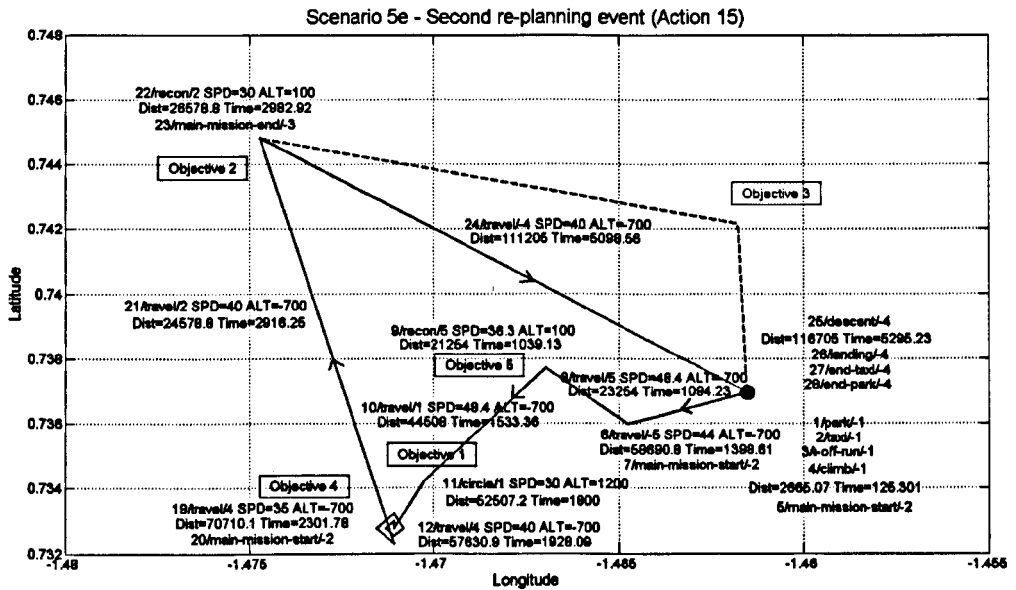 Scenario 5e - Second re-planning event (Action 15)
0.748
0.746
0.744
0.742
0.74
0.738
0.736
0.734
0.732
Latitude
22/recon/2 SPD=30 ALT=100
Dist=26578.8 Time=2982.92
23/main-mission-end/-3
Objective 2
Objective 3
24/travel/-4 SPD=40 ALT=-700
Dist=111205 Time=5098.56
21/travel/2 SPD=40 ALT=-700
Dist=24578.8 Time=2916.25
9/recon/5 SPD=36.3 ALT=100
Dist=21254 Time=1039.13
Objective 5
25/descent/-4
Dist=116705 Time=5295.23
26/landing/-4
27/end-taxi/-4
28/end-park/-4
8/travel/5 SPD=48.4 ALT=-700
Dist=23254 Time=1094.23
10/travel/1 SPD=49.4 ALT=-700
Dist=44508 Time=1533.36
6/travel/-5 SPD=44 ALT=-700
Dist=58690.8 Time=1398.61
7/main-mission-start/-2
1/park/-1
2/taxi/-1
3/t-off-run/-1
4/climb/-1
Dist=2665.07 Time=125.301
5/main-mission-start/-2
Objective 1
11/circle/1 SPD=30 ALT=1200
Dist=52507.2 Time=1800
Objective 4
19/travel/4 SPD=35 ALT=-700
Dist=70710.1 Time=2301.78
20/main-mission-start/-2
12/travel/4 SPD=40 ALT=-700
Dist=57630.9 Time=1928.09
-1.48
-1.475
-1.47
-1.465
-1.46
-1.455
Longitude